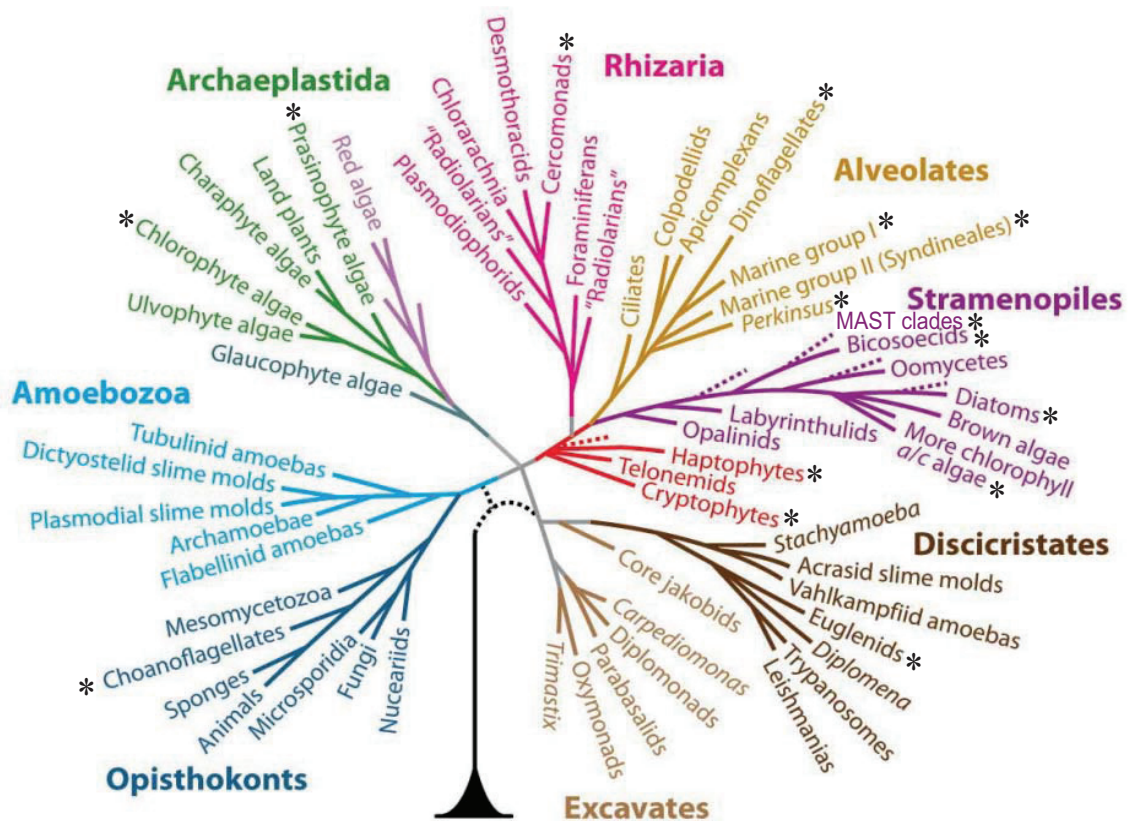 Archaeplastida
*
Prasinophyte algae
Red algae
Land plants
Charaphyte algae
*
Chlorophyte algae
Ulvophyte algae
Glaucophyte algae
Rhizaria
Desmothoracids
*
Cercomonads
Chlorarachnia
"Radiolarians"
Plasmodiophorids
Foraminiferans
"Radiolarians"
Alveolates
Ciliates
Colpodellids
Apicomplexans
Dinoflagellates*
Marine group I*
Marine group II (Syndineales)*
Perkinsus*
Stramenopiles
MAST clades*
Bicosoecids*
Oomycetes
Diatoms*
Brown algae
More chlorophyll
a/c algae*
Labyrinthulids
Opalinids
Haptophytes*
Telonemids
Cryptophytes*
Discicristates
Stachyamoeba
Acrasid slime molds
Vahlkampfiid amoebas
Euglenids*
Diplomena
Trypanosomes
Leishmanias
Core jakobids
Carpediomonas
Diplomonads
Parabasalids
Oxymonads
Trimastix
Excavates
Amoebozoa
Tubulinid amoebas
Dictyostelid slime molds
Plasmodial slime molds
Archamoebae
Flabellinid amoebas
Mesomycetozoa
* Choanoflagellates
Sponges
Animals
Microsporidia
Fungi
Nucleariids
Opisthokonts